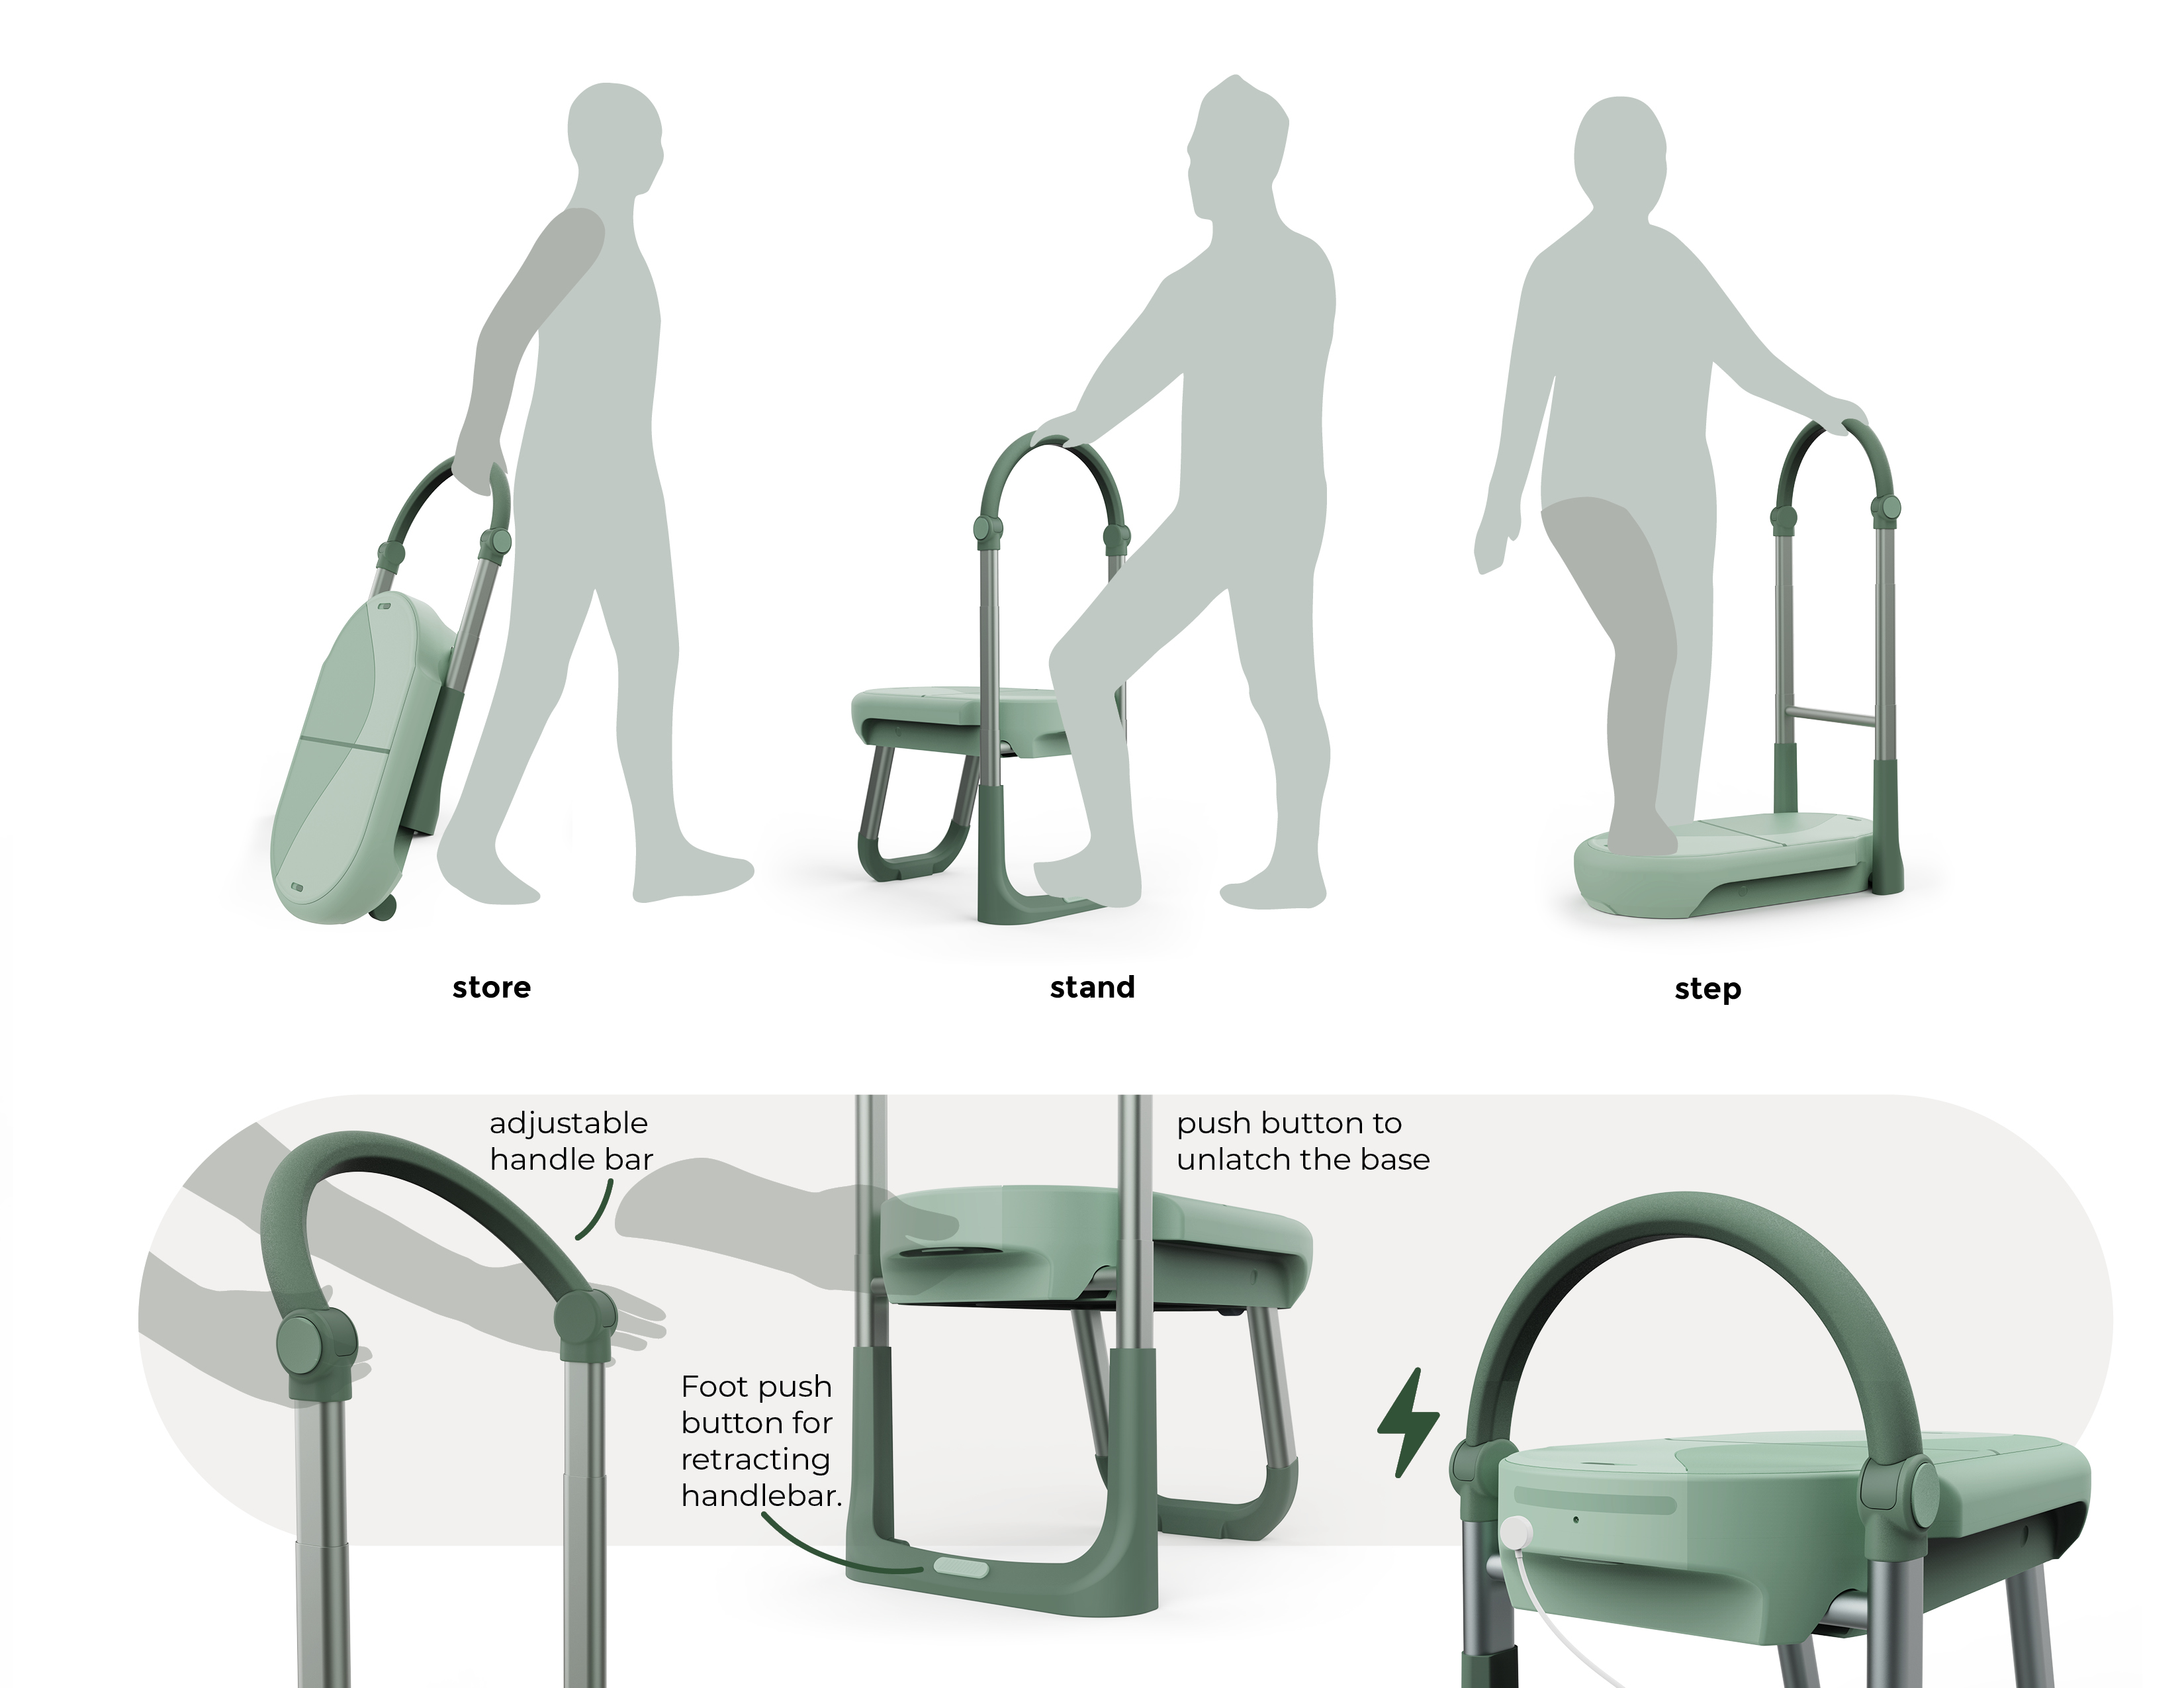 store
stand
step
adjustable
handle bar
push button to
unlatch the base
Foot push
button for
retracting
handlebar.